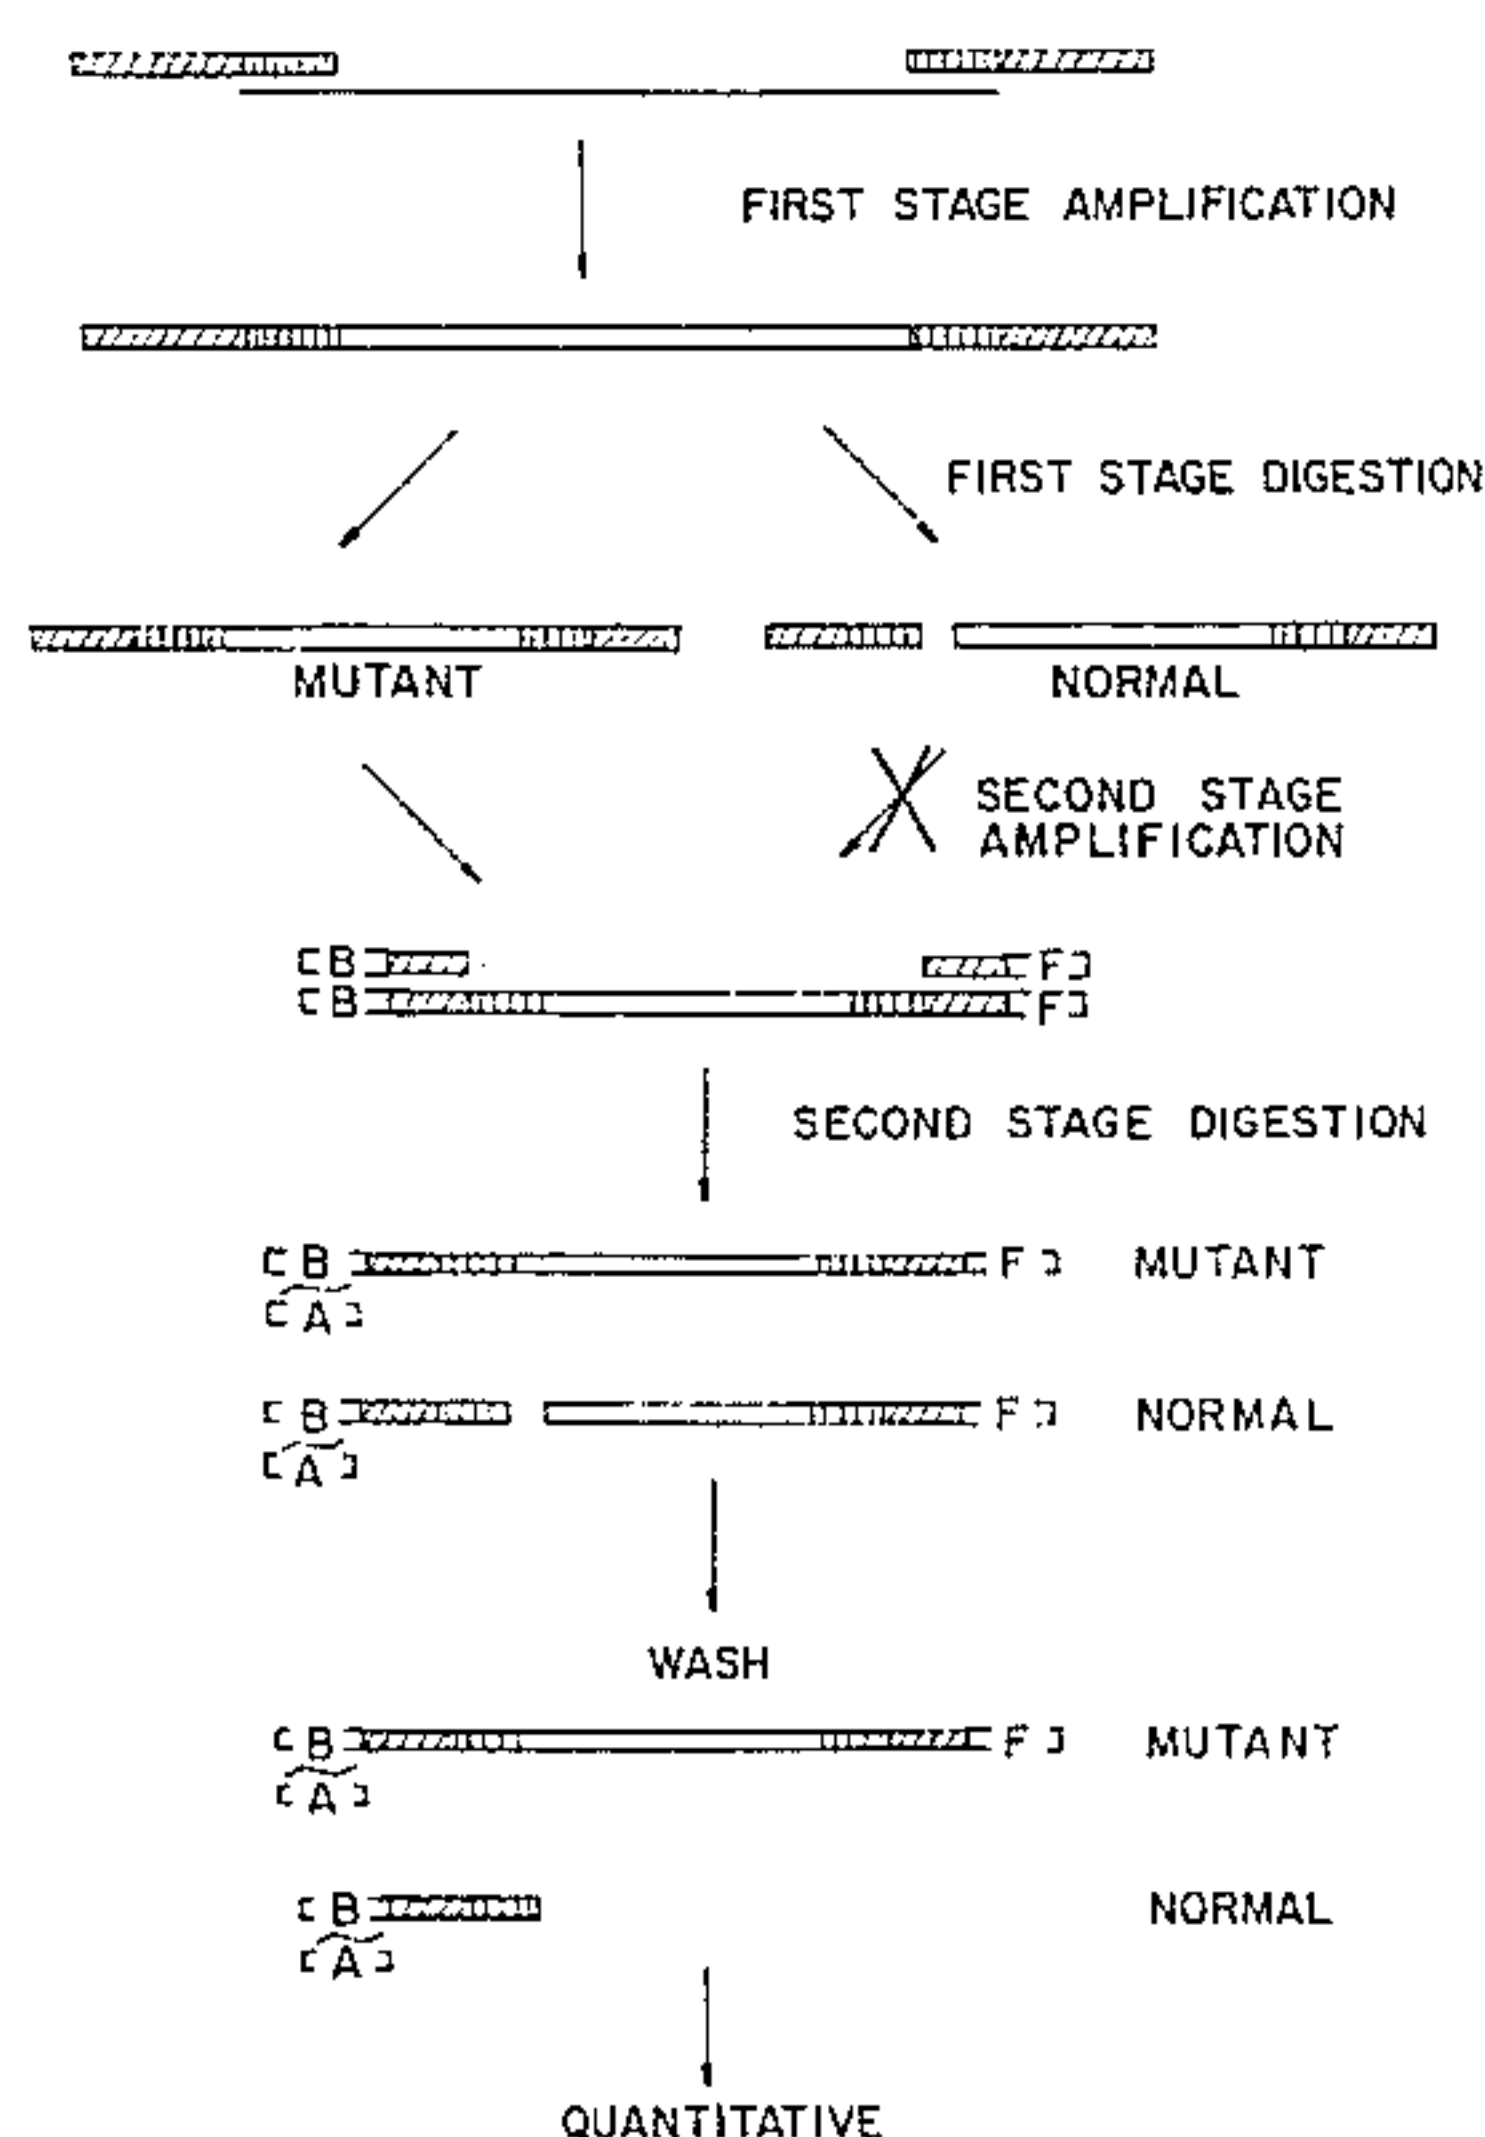 FIRST STAGE AMPLIFICATION
FIRST STAGE DIGESTION
MUTANT NORMAL
SECOND STAGE
AMPLIFICATION
[B] [F]
[B] [F]
SECOND STAGE DIGESTION
[B] [F] MUTANT
[A]
[B] [F] NORMAL
[A]
WASH
[B] [F] MUTANT
[A]
[B] NORMAL
[A]
QUANTITATIVE